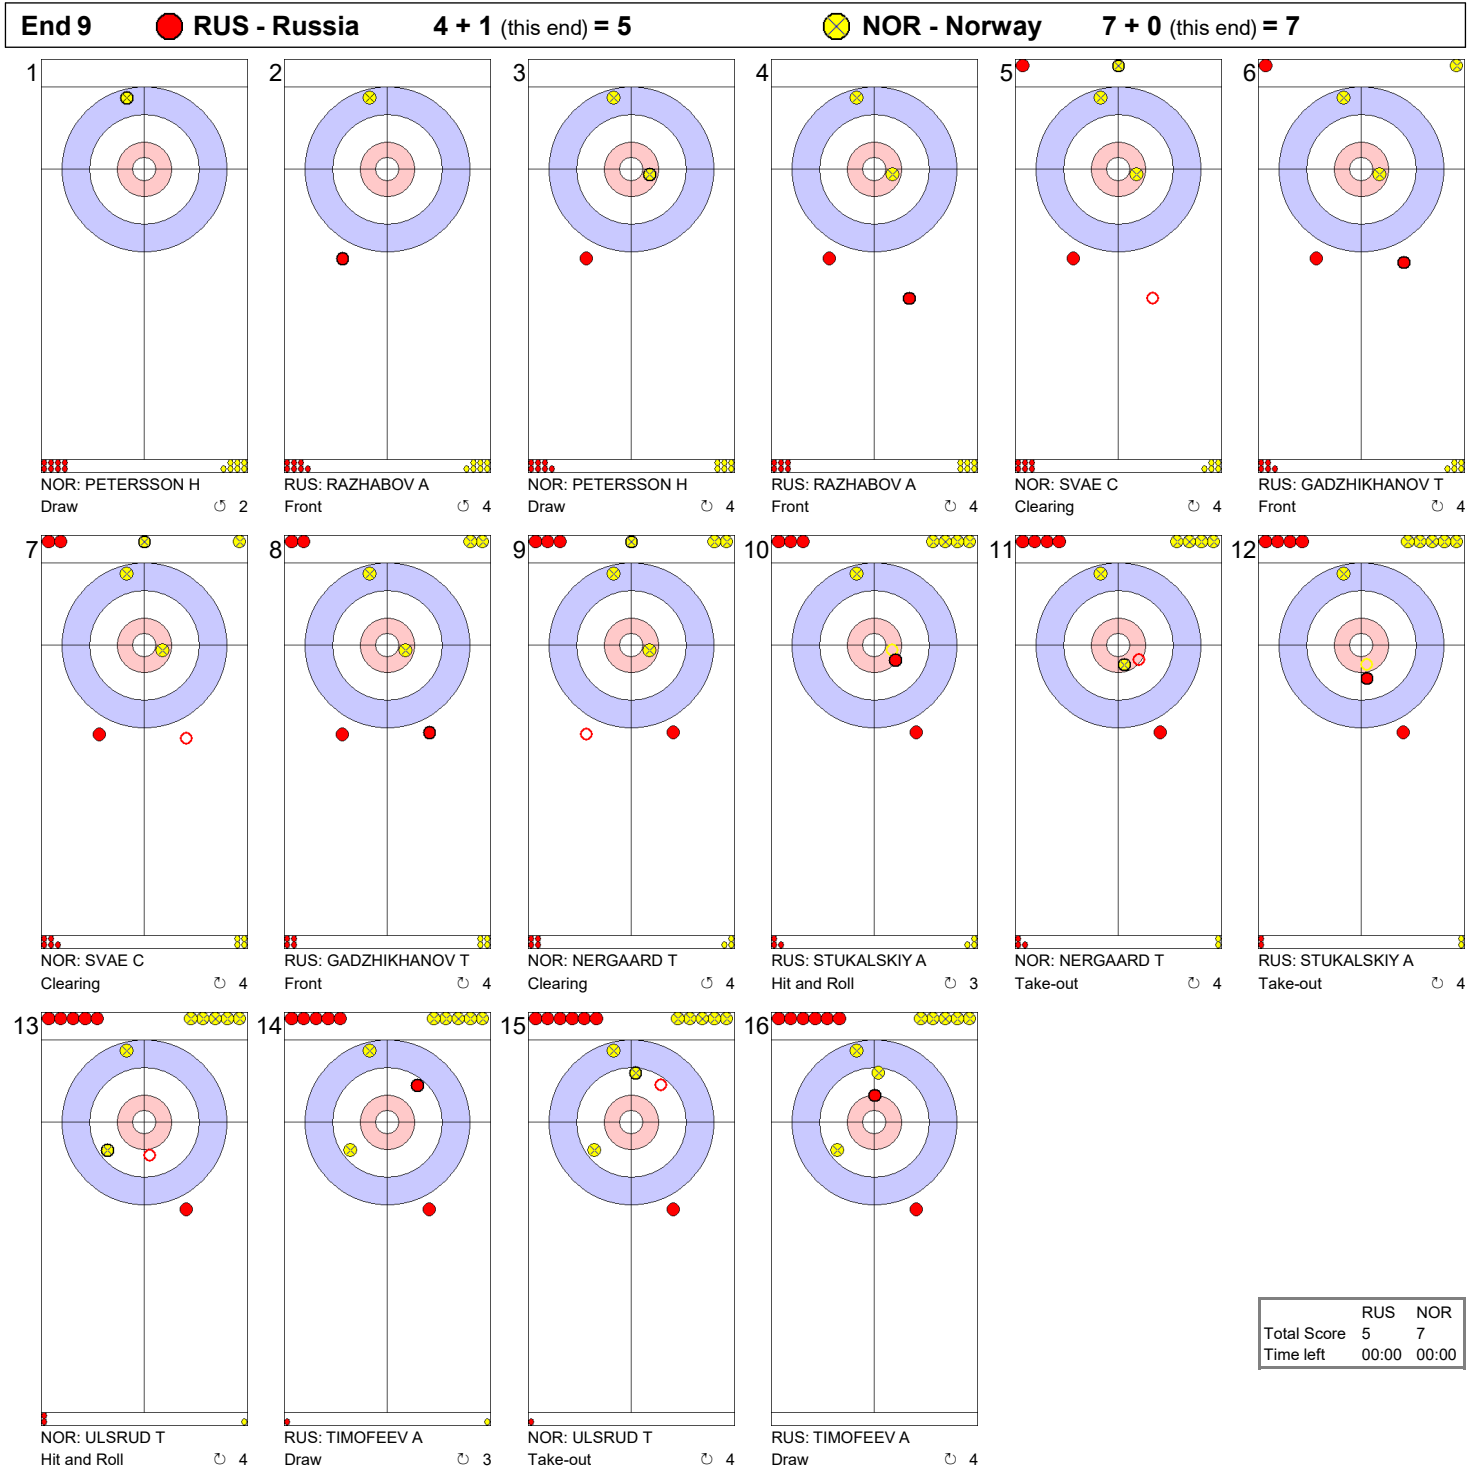 End 9 RUS - Russia 4 + 1 (this end) = 5 NOR - Norway 7 + 0 (this end) = 7
1 2 3 4 5 6
NOR: PETERSSON H RUS: RAZHABOV A NOR: PETERSSON H RUS: RAZHABOV A NOR: SVAE C RUS: GADZHIKHANOV T
Draw ↺ 2 Front ↺ 4 Draw ↻ 4 Front ↻ 4 Clearing ↻ 4 Front ↻ 4
7 8 9 10 11 12
NOR: SVAE C RUS: GADZHIKHANOV T NOR: NERGAARD T RUS: STUKALSKIY A NOR: NERGAARD T RUS: STUKALSKIY A
Clearing ↻ 4 Front ↻ 4 Clearing ↺ 4 Hit and Roll ↻ 3 Take-out ↻ 4 Take-out ↻ 4
13 14 15 16
RUS NOR
Total Score 5 7
Time left 00:00 00:00
NOR: ULSRUD T RUS: TIMOFEEV A NOR: ULSRUD T RUS: TIMOFEEV A
Hit and Roll ↻ 4 Draw ↻ 3 Take-out ↻ 4 Draw ↻ 4